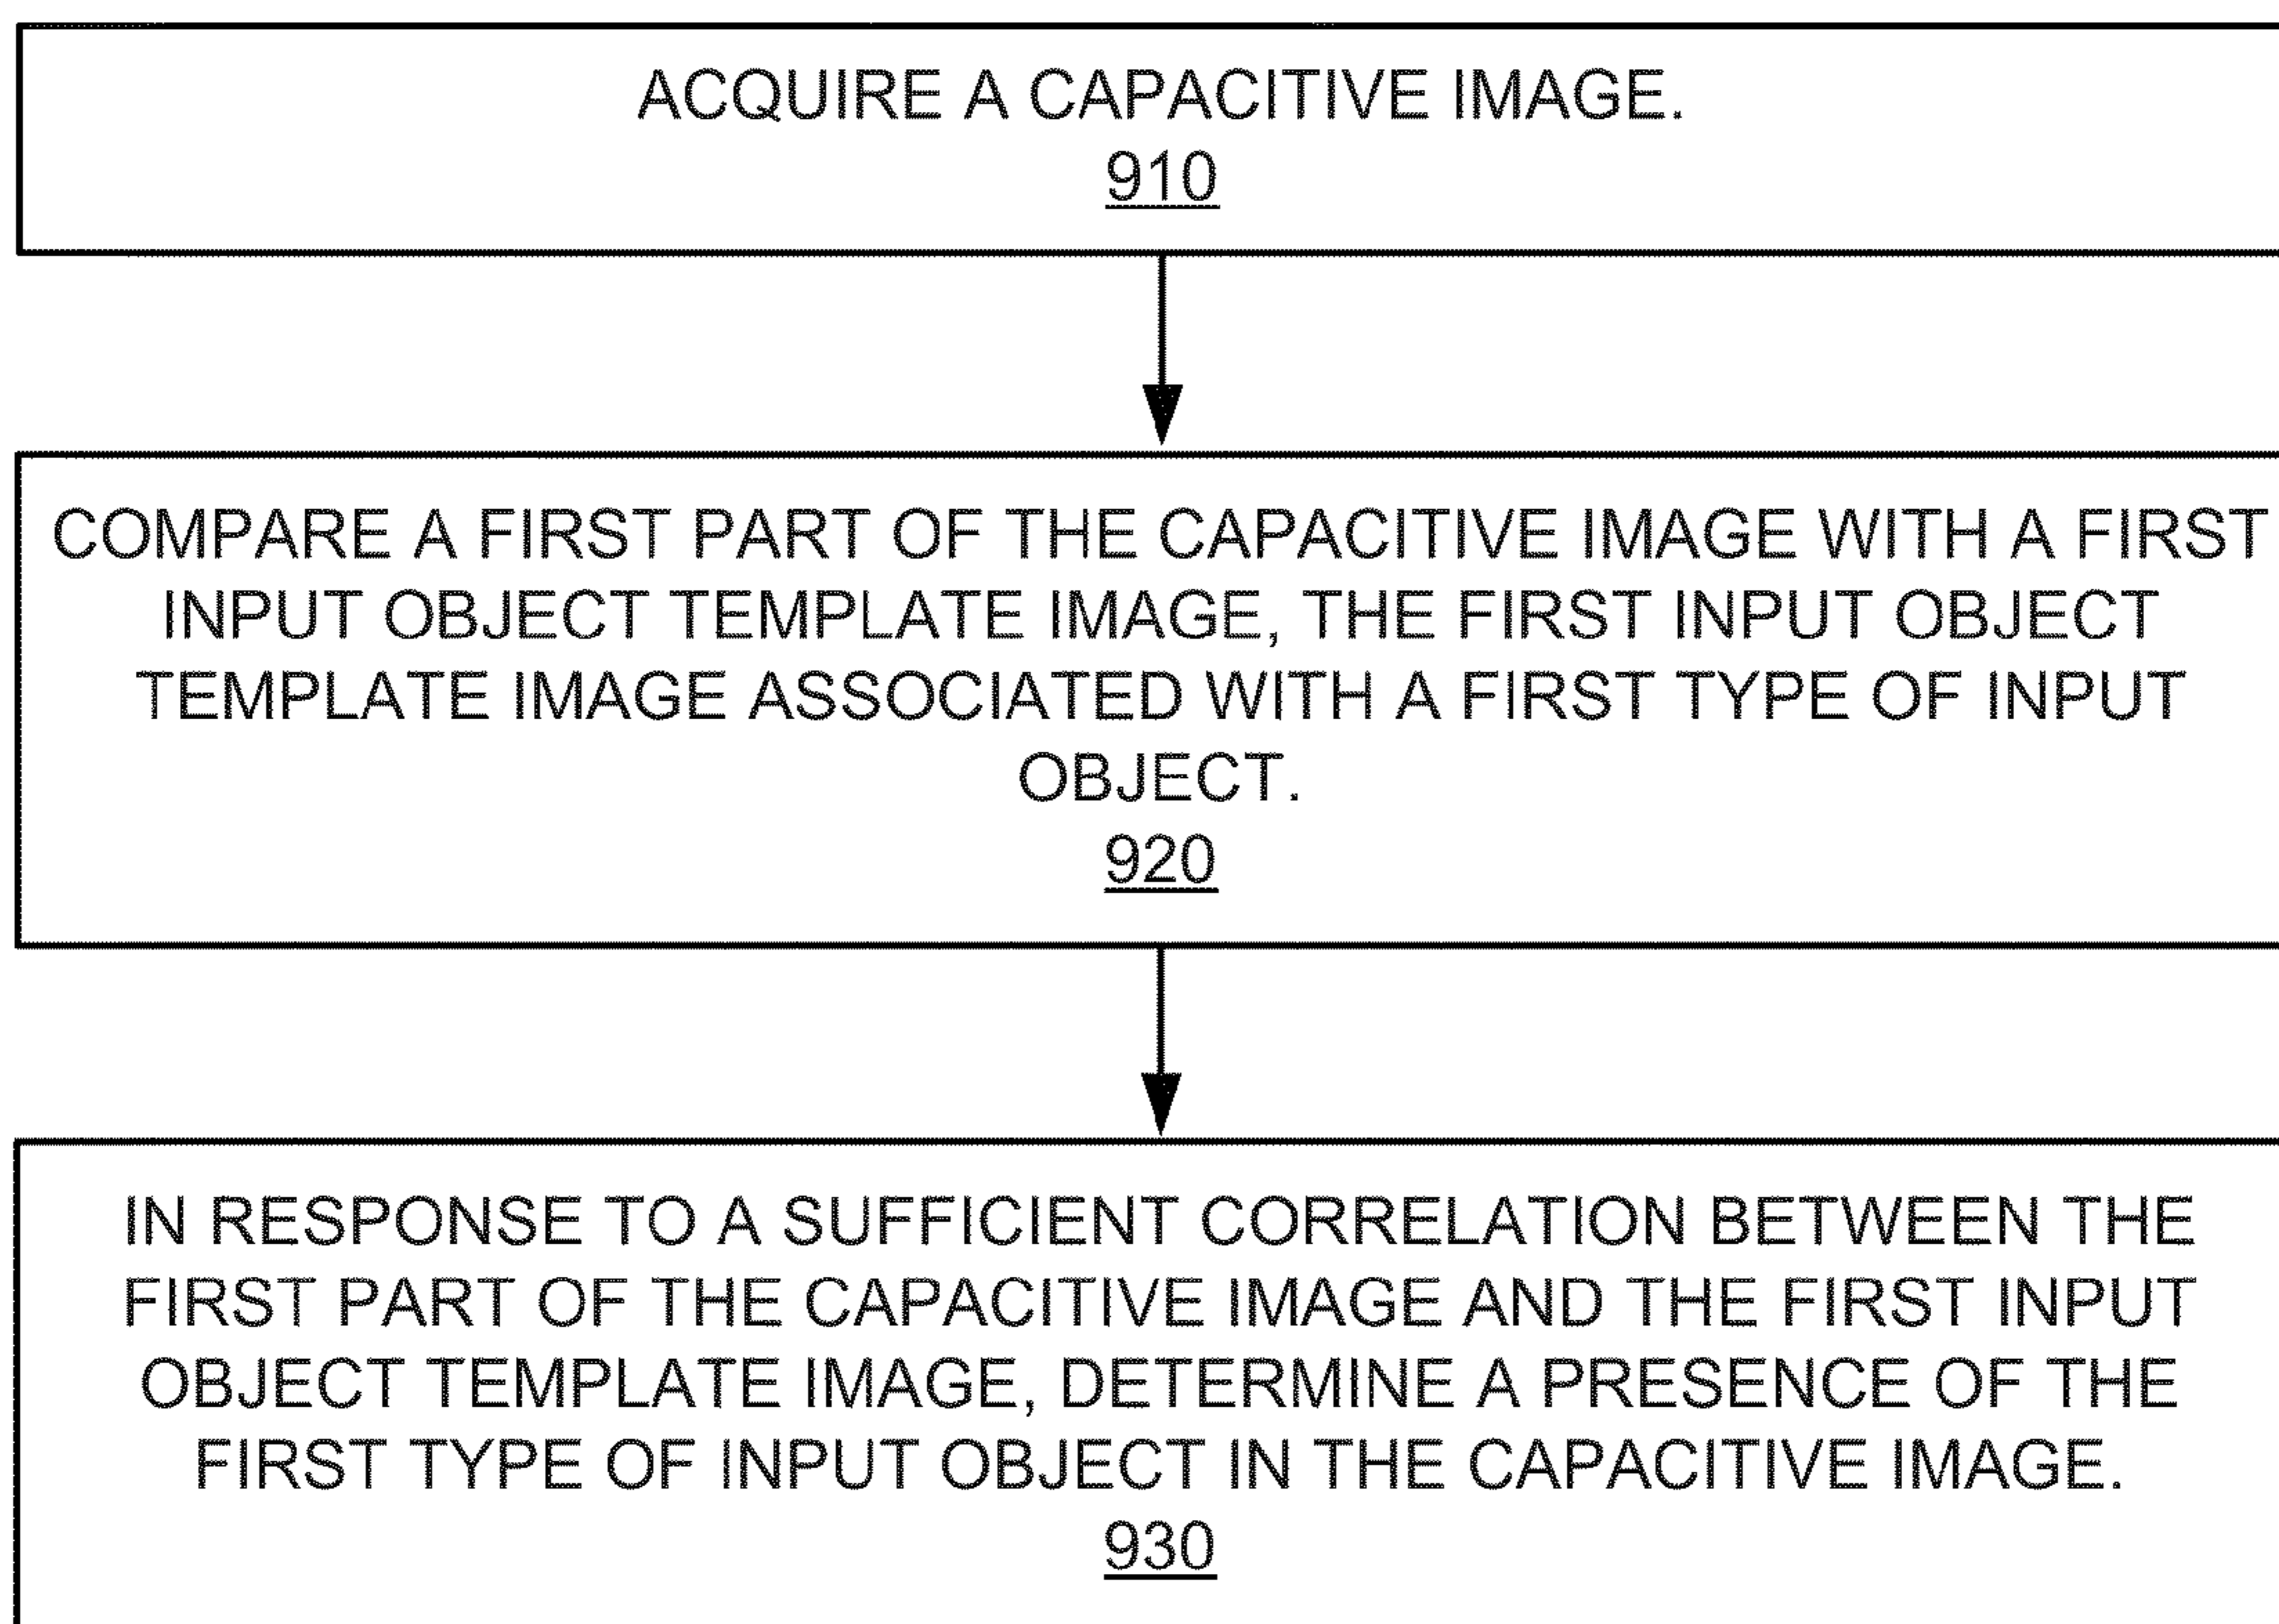 ACQUIRE A CAPACITIVE IMAGE.
910
COMPARE A FIRST PART OF THE CAPACITIVE IMAGE WITH A FIRST
INPUT OBJECT TEMPLATE IMAGE, THE FIRST INPUT OBJECT
TEMPLATE IMAGE ASSOCIATED WITH A FIRST TYPE OF INPUT
OBJECT.
920
IN RESPONSE TO A SUFFICIENT CORRELATION BETWEEN THE
FIRST PART OF THE CAPACITIVE IMAGE AND THE FIRST INPUT
OBJECT TEMPLATE IMAGE, DETERMINE A PRESENCE OF THE
FIRST TYPE OF INPUT OBJECT IN THE CAPACITIVE IMAGE.
930